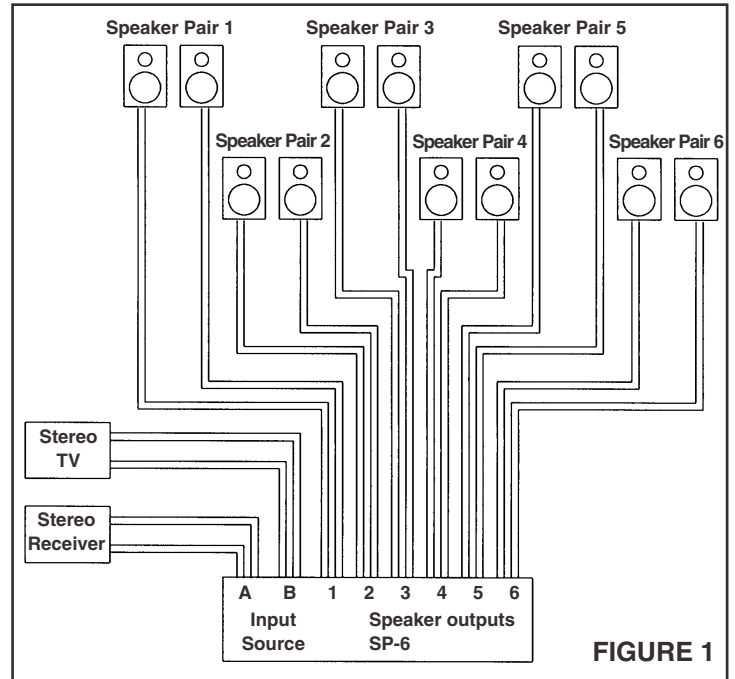 Speaker Pair 1
Speaker Pair 3
Speaker Pair 5
Speaker Pair 2
Speaker Pair 4
Speaker Pair 6
Stereo
TV
Stereo
Receiver
A B 1 2 3 4 5 6
Input Speaker outputs
Source SP-6
FIGURE 1